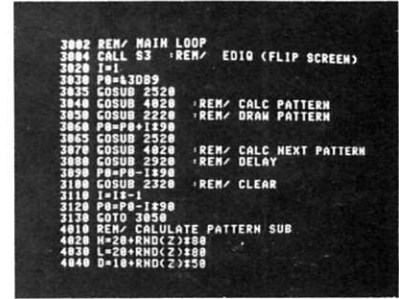 3002 REM/ MAIN LOOP
3004 CALL S3 :REM/ EDIQ (FLIP SCREEN)
3020 I=1
3030 P0=&3DB9
3035 GOSUB 2520
3040 GOSUB 4020 :REM/ CALC PATTERN
3050 GOSUB 2220 :REM/ DRAW PATTERN
3060 P0=P0+I*90
3065 GOSUB 2520
3070 GOSUB 4020 :REM/ CALC NEXT PATTERN
3080 GOSUB 2920 :REM/ DELAY
3090 P0=P0-I*90
3100 GOSUB 2320 :REM/ CLEAR
3110 I=I*-1
3120 P0=P0-I*90
3130 GOTO 3050
4010 REM/ CALULATE PATTERN SUB
4020 H=20+RND(Z)*80
4030 L=20+RND(Z)*80
4040 D=10+RND(Z)*50